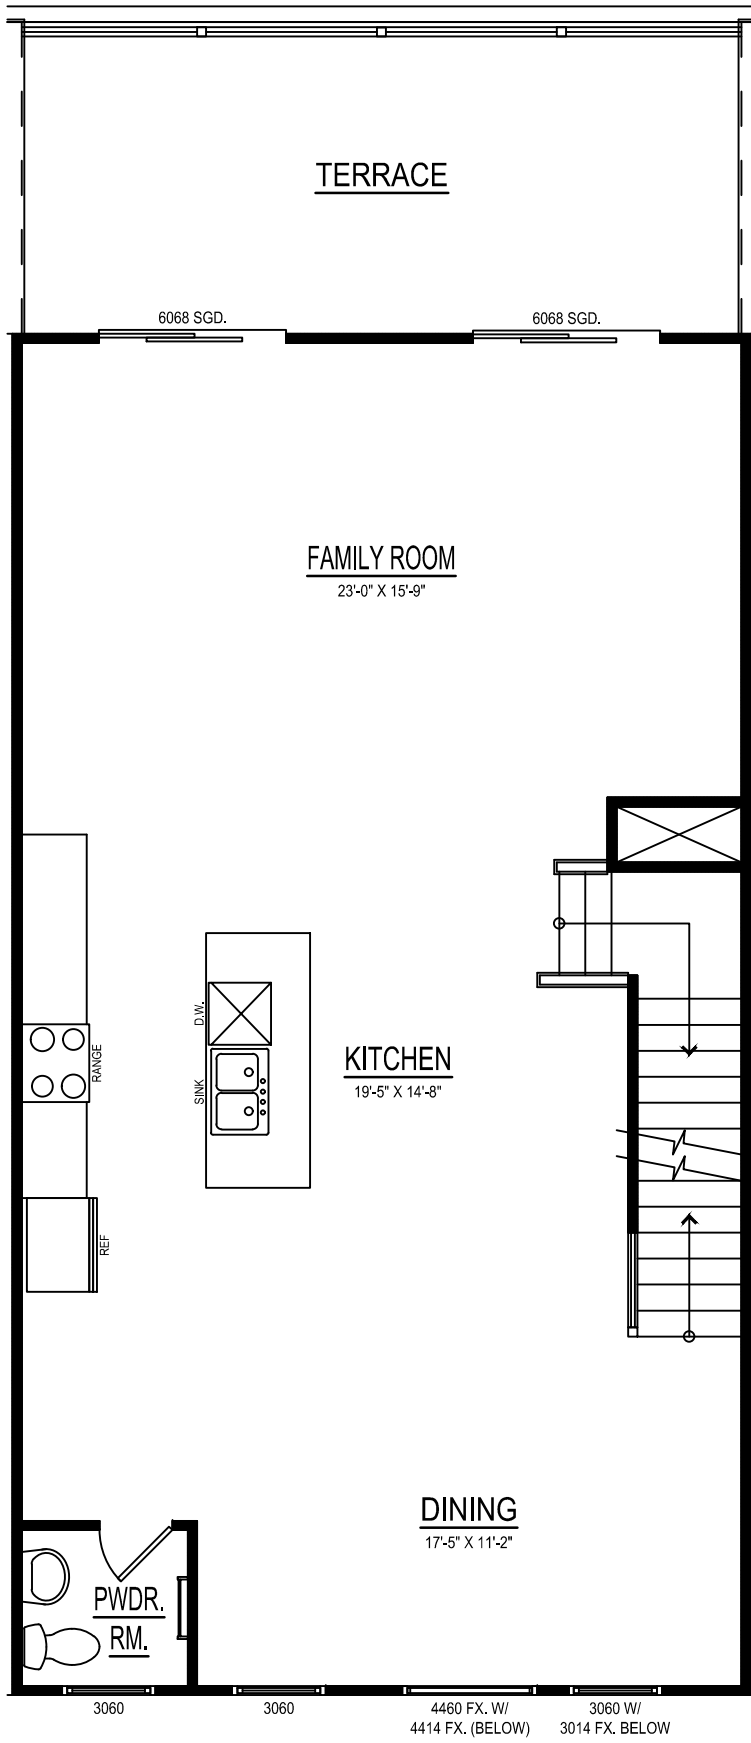 TERRACE
6068 SGD.
6068 SGD.
FAMILY ROOM
23'-0" X 15'-9"
D.W.
RANGE
KITCHEN
19'-5" X 14'-8"
SINK
REF
DINING
17'-5" X 11'-2"
PWDR.
RM.
3060
3060
4460 FX. W/
4414 FX. (BELOW)
3060 W/
3014 FX. BELOW